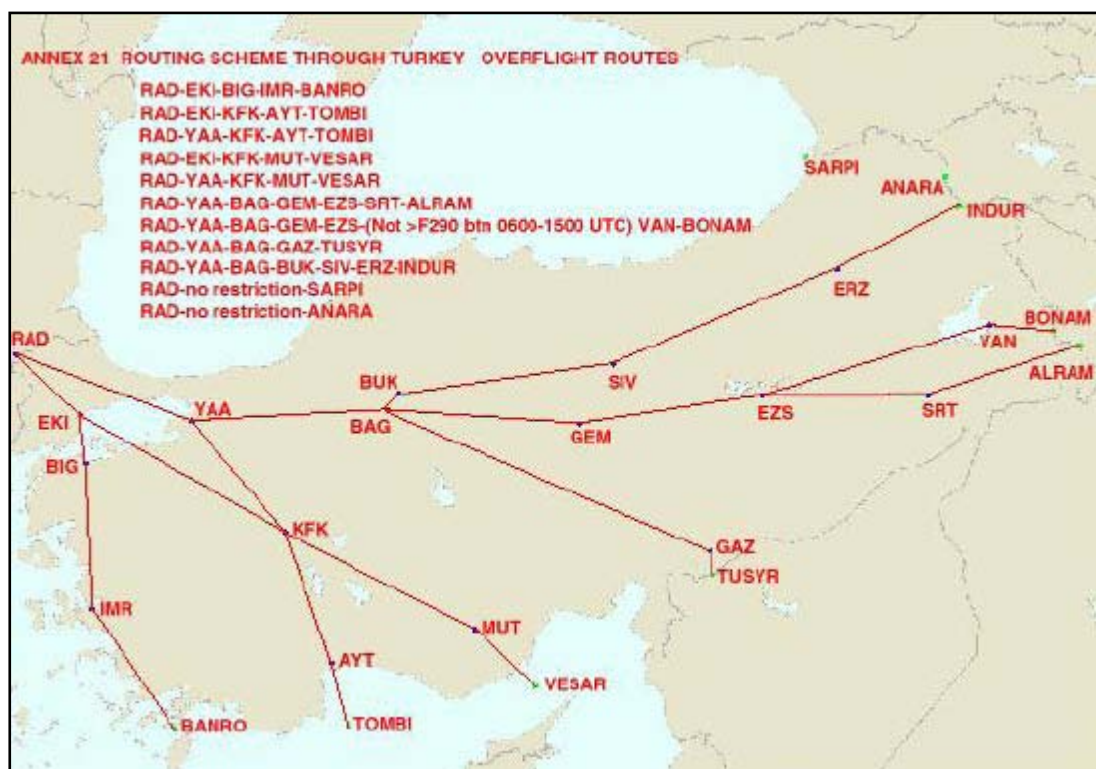 ANNEX 21 ROUTING SCHEME THROUGH TURKEY OVERFLIGHT ROUTES
RAD-EKI-BIG-IMR-BANRO
RAD-EKI-KFK-AYT-TOMBI
RAD-YAA-KFK-AYT-TOMBI
RAD-EKI-KFK-MUT-VESAR
RAD-YAA-KFK-MUT-VESAR
RAD-YAA-BAG-GEM-EZS-SRT-ALRAM
RAD-YAA-BAG-GEM-EZS-(Not >F290 btn 0600-1500 UTC) VAN-BONAM
RAD-YAA-BAG-GAZ-TUSYR
RAD-YAA-BAG-BUK-SIV-ERZ-INDUR
RAD-no restriction-SARPI
RAD-no restriction-ANARA
SARPI
ANARA
INDUR
ERZ
BONAM
RAD
VAN
ALRAM
BUK
SIV
YAA
EKI
BAG
EZS
SRT
GEM
BIG
KFK
GAZ
TUSYR
IMR
MUT
AYT
VESAR
BANRO
TOMBI